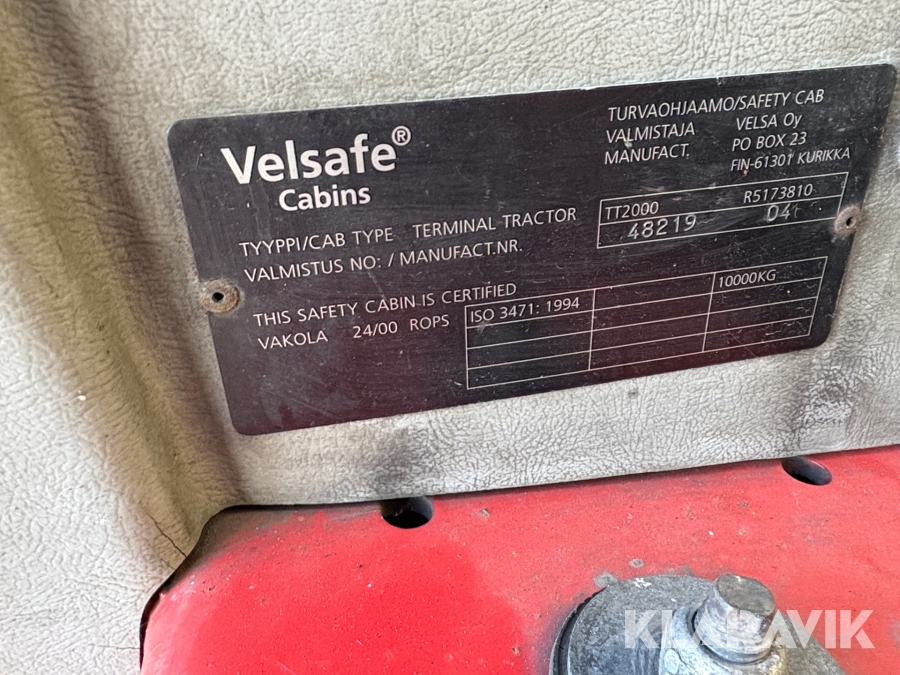 Velsafe®
Cabins
TURVAOHJAAMO/SAFETY CAB
VALMISTAJA VELSA Oy
MANUFACT. PO BOX 23
FIN-61301 KURIKKA
TYYPPI/CAB TYPE TERMINAL TRACTOR TT2000 R5173810
VALMISTUS NO: / MANUFACT.NR. 48219 04
THIS SAFETY CABIN IS CERTIFIED
VAKOLA 24/00 ROPS ISO 3471: 1994 10000KG
KLARAVIK